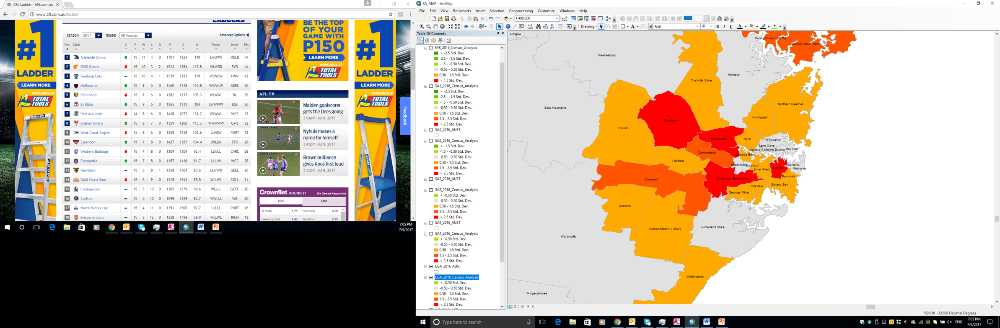 AFL Ladder - AFL.com.au
www.afl.com.au/ledder
LADDERS
SEASON 2017 ROUND All Rounds Advanced Options
Pos Club C P W L D F A % Form Next Pts
1 Adelaide Crows 15 11 4 0 1701 1224 139 LWLWW MELB 44
2 GWS Giants 15 10 3 2 1513 1284 117.8 WLWDD SYD 44
3 Geelong Cats 15 10 4 1 1539 1293 119 WLWDW HAW 42
4 Melbourne 15 9 6 0 1460 1318 110.8 WWWLW ADEL 36
5 Richmond 15 9 6 0 1282 1217 105.3 WLWWL BL 36
6 St Kilda 15 9 6 0 1365 1313 104 LWWWW ESS 36
7 Port Adelaide 14 8 6 0 1418 1077 131.7 WLWWL WCE 32
8 Sydney Swans 15 8 7 0 1359 1200 113.3 WWWWW GWS 32
9 West Coast Eagles 14 8 6 0 1249 1218 102.6 LLWLW PORT 32
10 Essendon 15 7 8 0 1427 1367 104.4 LWLLW STK 28
11 Western Bulldogs 15 7 8 0 1209 1309 92.4 LLWLL CARL 28
12 Fremantle 15 7 8 0 1157 1416 81.7 LLLLW WCE 28
13 Hawthorn 15 6 8 1 1258 1504 83.6 LLWWD GEEL 26
14 Gold Coast Suns 15 6 9 0 1319 1543 85.5 WLLWL COLL 24
15 Collingwood 15 5 10 0 1305 1379 94.6 WLLLL GCFC 20
16 Carlton 15 5 10 0 1099 1329 82.7 WWLLL WB 20
17 North Melbourne 15 4 11 0 1391 1500 92.7 LLLLL PORT 16
18 Brisbane Lions 15 3 12 0 1238 1798 68.9 WLLWL RICH 12
#1
LADDER
LEARN MORE
AVAILABLE AT
TOTAL
TOOLS
BAILEY
BAILEY
BE THE TOP
OF YOUR
GAME WITH
P150
LEARN MORE
AVAILABLE AT
TOTAL
TOOLS
AFL TV
Maiden goalscorer
gets the Dees going
3:54pm Jul 9, 2017
Nyhuis makes a
name for himself
3:45pm Jul 9, 2017
Brown brilliance
gives Roos first lead
3:35pm Jul 9, 2017
CrownBet ROUND 17 18+ Gamble Responsibly
H2H Line
St Kilda 1.75 Essendon 2.05
Geelong Cats 1.45 Hawthorn 2.75
#1
LADDER
LEARN MORE
AVAILABLE AT
TOTAL
TOOLS
Feedback
7:05 PM
7/9/2017
SA_MAP - ArcMap
File Edit View Bookmarks Insert Selection Geoprocessing Customize Windows Help
1:400,000
Drawing Arial 10 B I U A
Table Of Contents
MB_2016_Census_Analysis
< -2.5 Std. Dev.
-2.5 - -1.5 Std. Dev.
-1.5 - -0.50 Std. Dev.
-0.50 - 0.50 Std. Dev.
0.50 - 1.5 Std. Dev.
> 1.5 Std. Dev.
SA1_2016_Census_Analysis
< -2.5 Std. Dev.
-2.5 - -1.5 Std. Dev.
-1.5 - -0.50 Std. Dev.
-0.50 - 0.50 Std. Dev.
0.50 - 1.5 Std. Dev.
1.5 - 2.5 Std. Dev.
> 2.5 Std. Dev.
SA2_2016_AUST
SA2_2016_Census_Analysis
< -1.5 Std. Dev.
-1.5 - -0.50 Std. Dev.
-0.50 - 0.50 Std. Dev.
0.50 - 1.5 Std. Dev.
1.5 - 2.5 Std. Dev.
> 2.5 Std. Dev.
SA3_2016_AUST
SA3_2016_Census_Analysis
< -0.50 Std. Dev.
-0.50 - 0.50 Std. Dev.
0.50 - 1.5 Std. Dev.
1.5 - 2.5 Std. Dev.
> 2.5 Std. Dev.
SA4_2016_AUST
SA4_2016_Census_Analysis
< -0.50 Std. Dev.
-0.50 - 0.50 Std. Dev.
0.50 - 1.5 Std. Dev.
1.5 - 2.5 Std. Dev.
> 2.5 Std. Dev.
LGA_2016_AUST
LGA_2016_Census_Analysis
< -0.50 Std. Dev.
-0.50 - 0.50 Std. Dev.
0.50 - 1.5 Std. Dev.
1.5 - 2.5 Std. Dev.
> 2.5 Std. Dev.
Lithgow
Central Coast (NSW)
Central Coast (NSW)
Hawkesbury
Hornsby
The Hills Shire
Northern Beaches
Blue Mountains
Ku-ring-gai
Blacktown
Penrith
Parramatta
Ryde
Willoughby
Lane Cove
Hunters Hill
North Sydney
Mosman
Cumberland
Canada Bay
Fairfield
Strathfield
Burwood
Woollahra
Sydney
Waverley
Inner West
Randwick
Liverpool
Canterbury-Bankstown
Rockdale
Botany Bay
Georges River
Camden
Campbelltown (NSW)
Sutherland Shire
Wollondilly
Wollongong
Wingecarribee
150.616 -33.586 Decimal Degrees
Type here to search
ENG
7:05 PM
7/9/2017